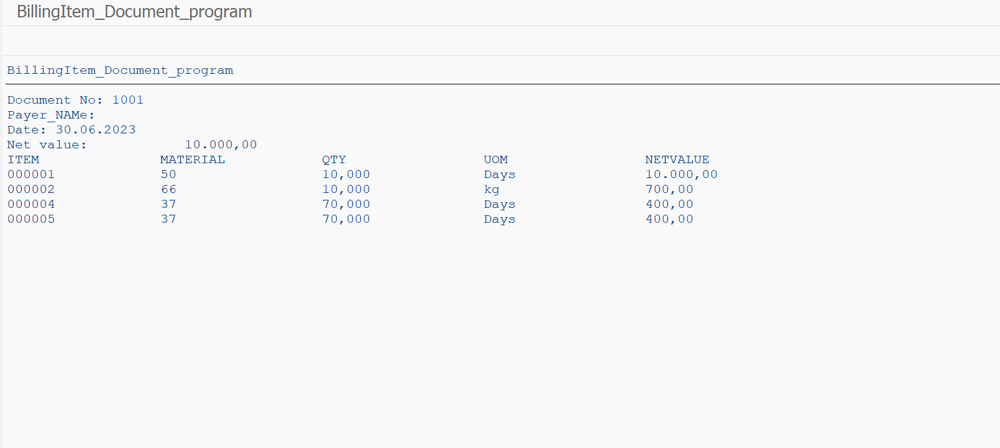 BillingItem_Document_program
BillingItem_Document_program
Document No: 1001
Payer_NAMe:
Date: 30.06.2023
Net value: 10.000,00
ITEM MATERIAL QTY UOM NETVALUE
000001 50 10,000 Days 10.000,00
000002 66 10,000 kg 700,00
000004 37 70,000 Days 400,00
000005 37 70,000 Days 400,00